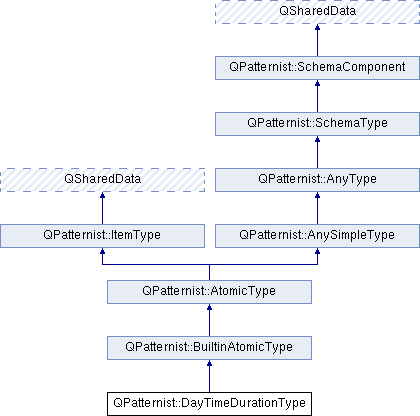 QSharedData
QPatternist::SchemaComponent
QPatternist::SchemaType
QSharedData
QPatternist::AnyType
QPatternist::ItemType
QPatternist::AnySimpleType
QPatternist::AtomicType
QPatternist::BuiltinAtomicType
QPatternist::DayTimeDurationType